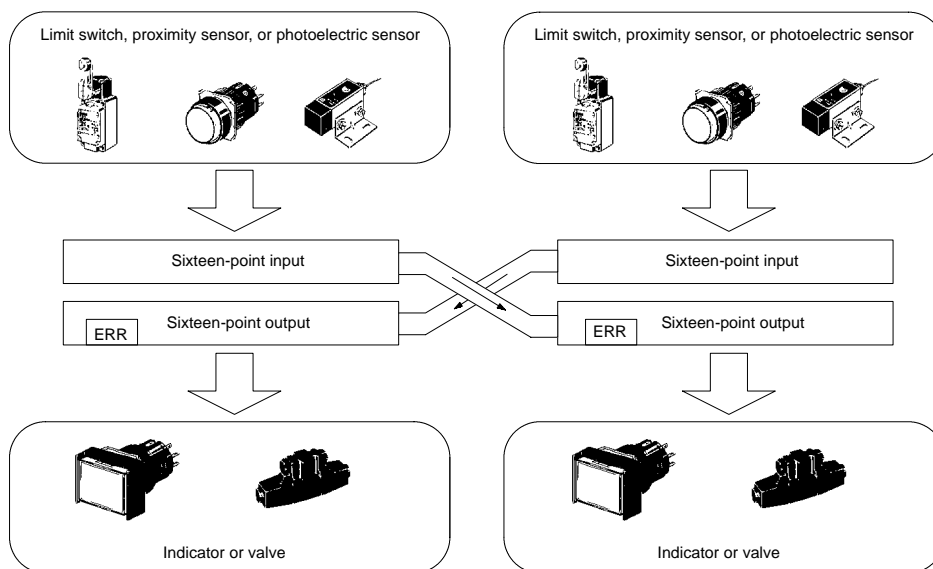 Limit switch, proximity sensor, or photoelectric sensor
Limit switch, proximity sensor, or photoelectric sensor
Sixteen-point input
Sixteen-point input
Sixteen-point output
ERR
Sixteen-point output
ERR
Indicator or valve
Indicator or valve